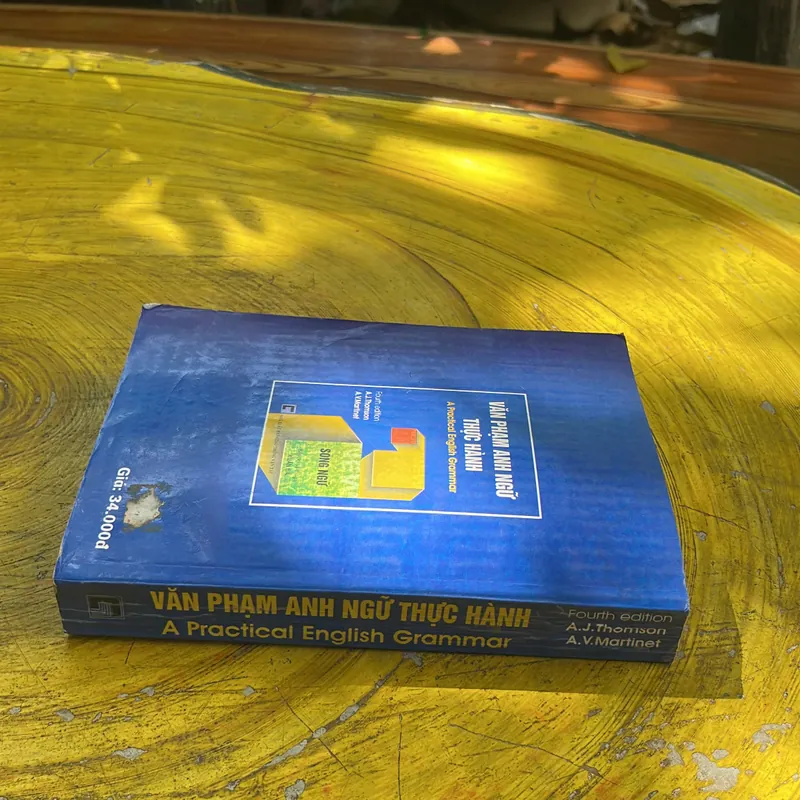 VĂN PHẠM ANH NGỮ
THỰC HÀNH
A Practical English Grammar
Fourth edition
A.J.Thomson
A.V.Martinet
SONG NGỮ
Giá: 34.000đ
VĂN PHẠM ANH NGỮ THỰC HÀNH
A Practical English Grammar
Fourth edition
A.J.Thomson
A.V.Martinet